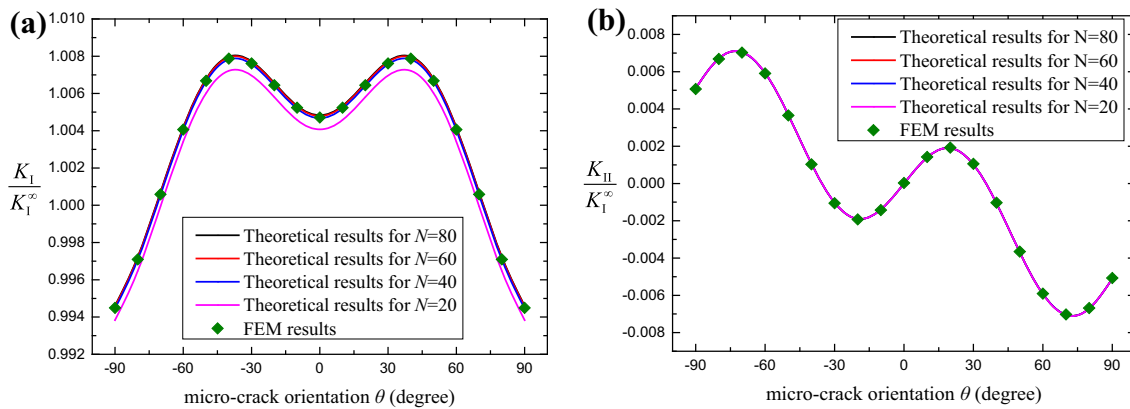 (a)
1.010
1.008
1.006
1.004
1.002
1.000
0.998
0.996
0.994
0.992
K_I
K_I^∞
Theoretical results for N=80
Theoretical results for N=60
Theoretical results for N=40
Theoretical results for N=20
FEM results
-90 -60 -30 0 30 60 90
micro-crack orientation θ (degree)
(b)
0.008
0.006
0.004
0.002
0.000
-0.002
-0.004
-0.006
-0.008
K_II
K_I^∞
Theoretical results for N=80
Theoretical results for N=60
Theoretical results for N=40
Theoretical results for N=20
FEM results
-90 -60 -30 0 30 60 90
micro-crack orientation θ (degree)